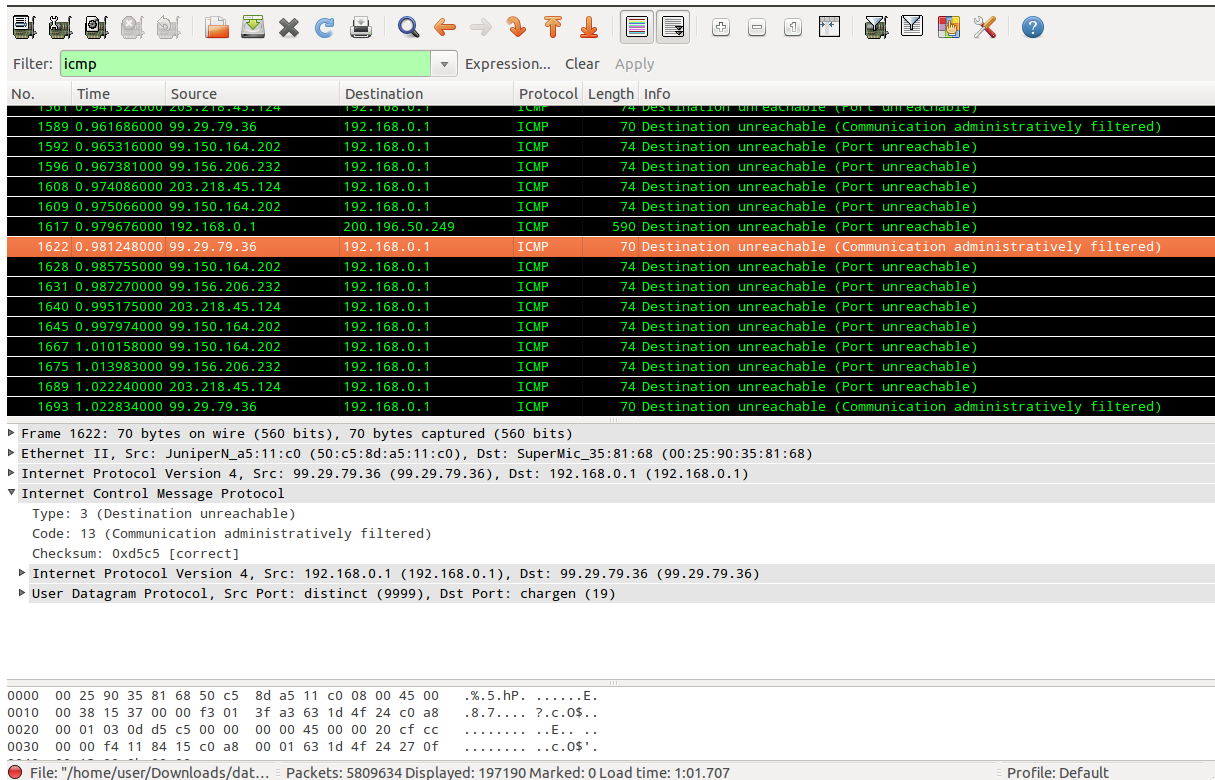 Filter: icmp Expression... Clear Apply
No. Time Source Destination Protocol Length Info
1561 0.941322000 203.218.45.124 192.168.0.1 ICMP 74 Destination unreachable (Port unreachable)
1589 0.961686000 99.29.79.36 192.168.0.1 ICMP 70 Destination unreachable (Communication administratively filtered)
1592 0.965316000 99.150.164.202 192.168.0.1 ICMP 74 Destination unreachable (Port unreachable)
1596 0.967381000 99.156.206.232 192.168.0.1 ICMP 74 Destination unreachable (Port unreachable)
1608 0.974086000 203.218.45.124 192.168.0.1 ICMP 74 Destination unreachable (Port unreachable)
1609 0.975066000 99.150.164.202 192.168.0.1 ICMP 74 Destination unreachable (Port unreachable)
1617 0.979676000 192.168.0.1 200.196.50.249 ICMP 590 Destination unreachable (Port unreachable)
1622 0.981248000 99.29.79.36 192.168.0.1 ICMP 70 Destination unreachable (Communication administratively filtered)
1628 0.985755000 99.150.164.202 192.168.0.1 ICMP 74 Destination unreachable (Port unreachable)
1631 0.987270000 99.156.206.232 192.168.0.1 ICMP 74 Destination unreachable (Port unreachable)
1640 0.995175000 203.218.45.124 192.168.0.1 ICMP 74 Destination unreachable (Port unreachable)
1645 0.997974000 99.150.164.202 192.168.0.1 ICMP 74 Destination unreachable (Port unreachable)
1667 1.010158000 99.150.164.202 192.168.0.1 ICMP 74 Destination unreachable (Port unreachable)
1675 1.013983000 99.156.206.232 192.168.0.1 ICMP 74 Destination unreachable (Port unreachable)
1689 1.022240000 203.218.45.124 192.168.0.1 ICMP 74 Destination unreachable (Port unreachable)
1693 1.022834000 99.29.79.36 192.168.0.1 ICMP 70 Destination unreachable (Communication administratively filtered)
Frame 1622: 70 bytes on wire (560 bits), 70 bytes captured (560 bits)
Ethernet II, Src: JuniperN_a5:11:c0 (50:c5:8d:a5:11:c0), Dst: SuperMic_35:81:68 (00:25:90:35:81:68)
Internet Protocol Version 4, Src: 99.29.79.36 (99.29.79.36), Dst: 192.168.0.1 (192.168.0.1)
Internet Control Message Protocol
Type: 3 (Destination unreachable)
Code: 13 (Communication administratively filtered)
Checksum: 0xd5c5 [correct]
Internet Protocol Version 4, Src: 192.168.0.1 (192.168.0.1), Dst: 99.29.79.36 (99.29.79.36)
User Datagram Protocol, Src Port: distinct (9999), Dst Port: chargen (19)
0000 00 25 90 35 81 68 50 c5 8d a5 11 c0 08 00 45 00 .%.5.hP. ......E.
0010 00 38 15 37 00 00 f3 01 3f a3 63 1d 4f 24 c0 a8 .8.7.... ?.c.O$..
0020 00 01 03 0d d5 c5 00 00 00 00 45 00 00 20 cf cc ........ ..E.. ..
0030 00 00 f4 11 84 15 c0 a8 00 01 63 1d 4f 24 27 0f ........ ..c.O$'.
File: "/home/user/Downloads/dat... Packets: 5809634 Displayed: 197190 Marked: 0 Load time: 1:01.707 Profile: Default